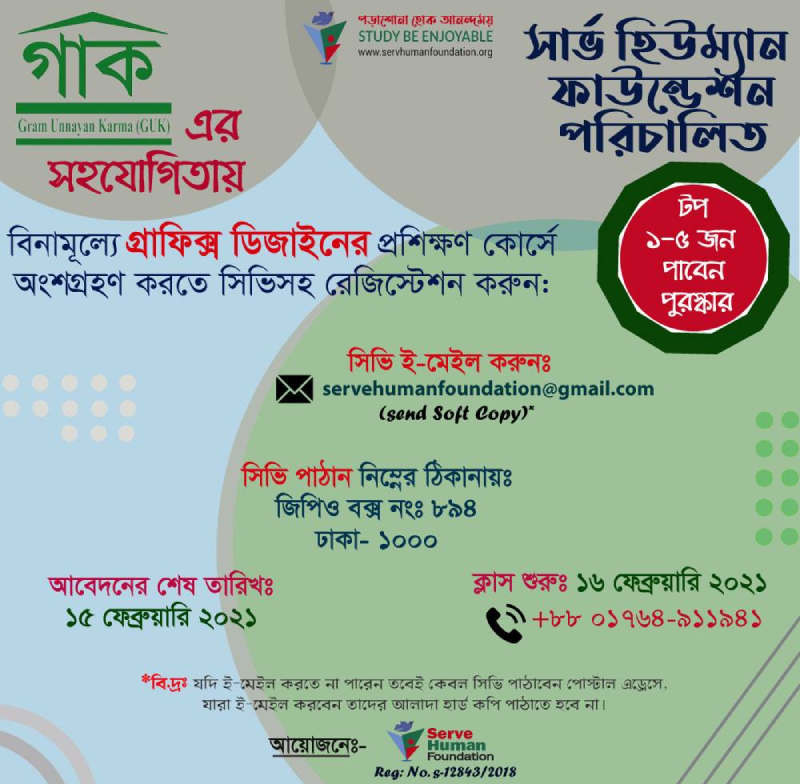 গাক
Gram Unnayan Karma (GUK) এর
সহযোগিতায়
পড়াশোনা হোক আনন্দময়
STUDY BE ENJOYABLE
www.servhumanfoundation.org
সার্ভ হিউম্যান
ফাউন্ডেশন
পরিচালিত
টপ
১-৫ জন
পাবেন
পুরস্কার
বিনামূল্যে গ্রাফিক্স ডিজাইনের প্রশিক্ষণ কোর্সে
অংশগ্রহণ করতে সিভিসহ রেজিস্টেশন করুন:
সিভি ই-মেইল করুনঃ
servehumanfoundation@gmail.com
(send Soft Copy)*
সিভি পাঠান নিম্নের ঠিকানায়ঃ
জিপিও বক্স নংঃ ৮৯৪
ঢাকা- ১০০০
আবেদনের শেষ তারিখঃ
১৫ ফেব্রুয়ারি ২০২১
ক্লাস শুরুঃ ১৬ ফেব্রুয়ারি ২০২১
+৮৮ ০১৭৬৪-৯১১৯৪১
*বি.দ্রঃ যদি ই-মেইল করতে না পারেন তবেই কেবল সিভি পাঠাবেন পোস্টাল এড্রেসে,
যারা ই-মেইল করবেন তাদের আলাদা হার্ড কপি পাঠাতে হবে না।
আয়োজনেঃ-
Serve
Human
Foundation
Reg: No. s-12843/2018